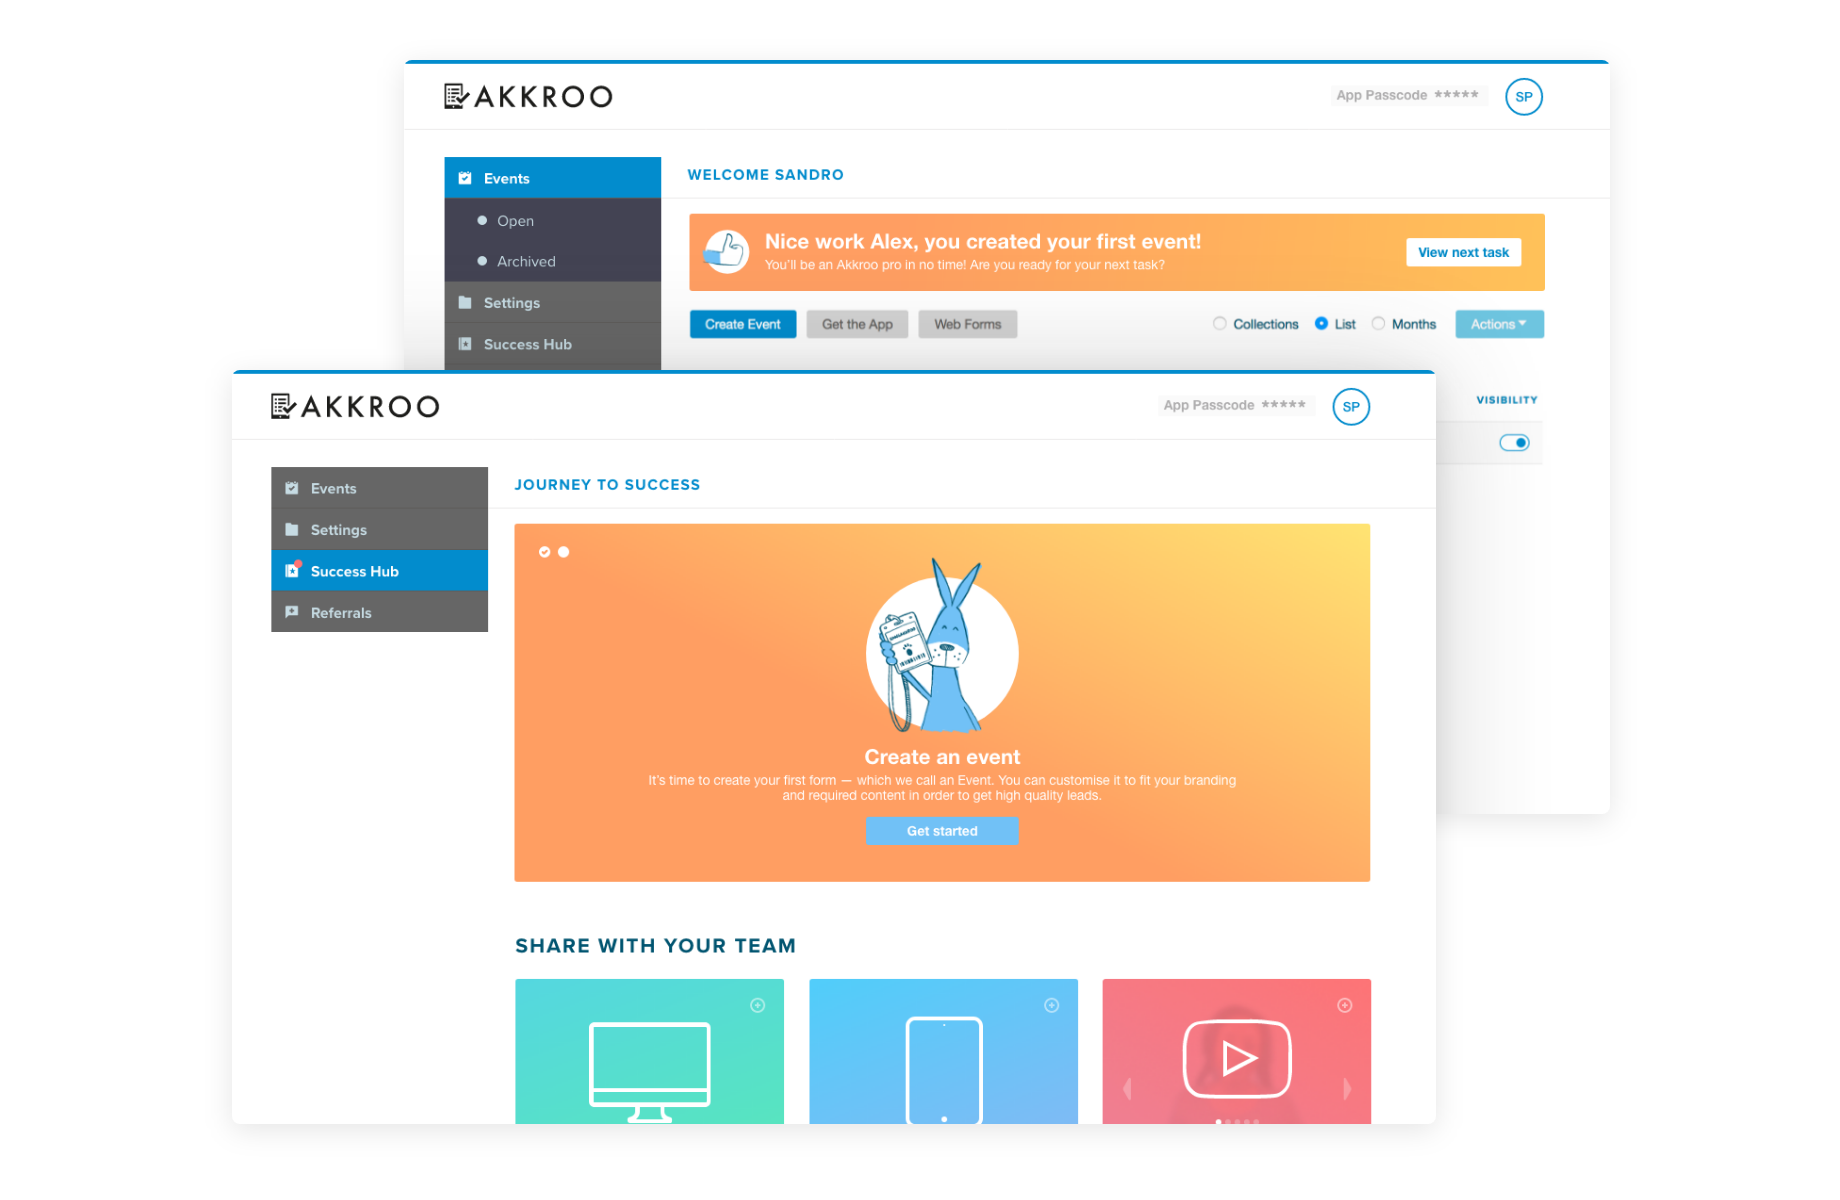 AKKROO
App Passcode *****
SP
Events
Open
Archived
Settings
Success Hub
WELCOME SANDRO
Nice work Alex, you created your first event!
You'll be an Akkroo pro in no time! Are you ready for your next task?
View next task
Create Event
Get the App
Web Forms
Collections
List
Months
Actions
VISIBILITY
AKKROO
App Passcode *****
SP
Events
Settings
Success Hub
Referrals
JOURNEY TO SUCCESS
Create an event
It's time to create your first form — which we call an Event. You can customise it to fit your branding
and required content in order to get high quality leads.
Get started
SHARE WITH YOUR TEAM